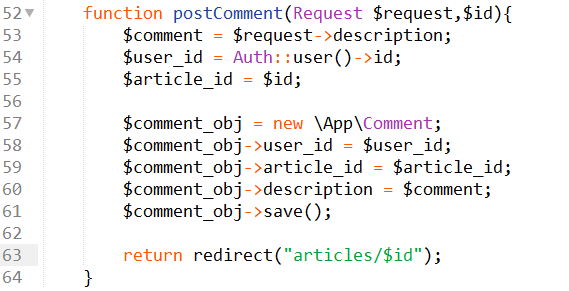 52▼ function postComment(Request $request,$id){
53 $comment = $request->description;
54 $user_id = Auth::user()->id;
55 $article_id = $id;
56
57 $comment_obj = new \App\Comment;
58 $comment_obj->user_id = $user_id;
59 $comment_obj->article_id = $article_id;
60 $comment_obj->description = $comment;
61 $comment_obj->save();
62
63 return redirect("articles/$id");
64 }